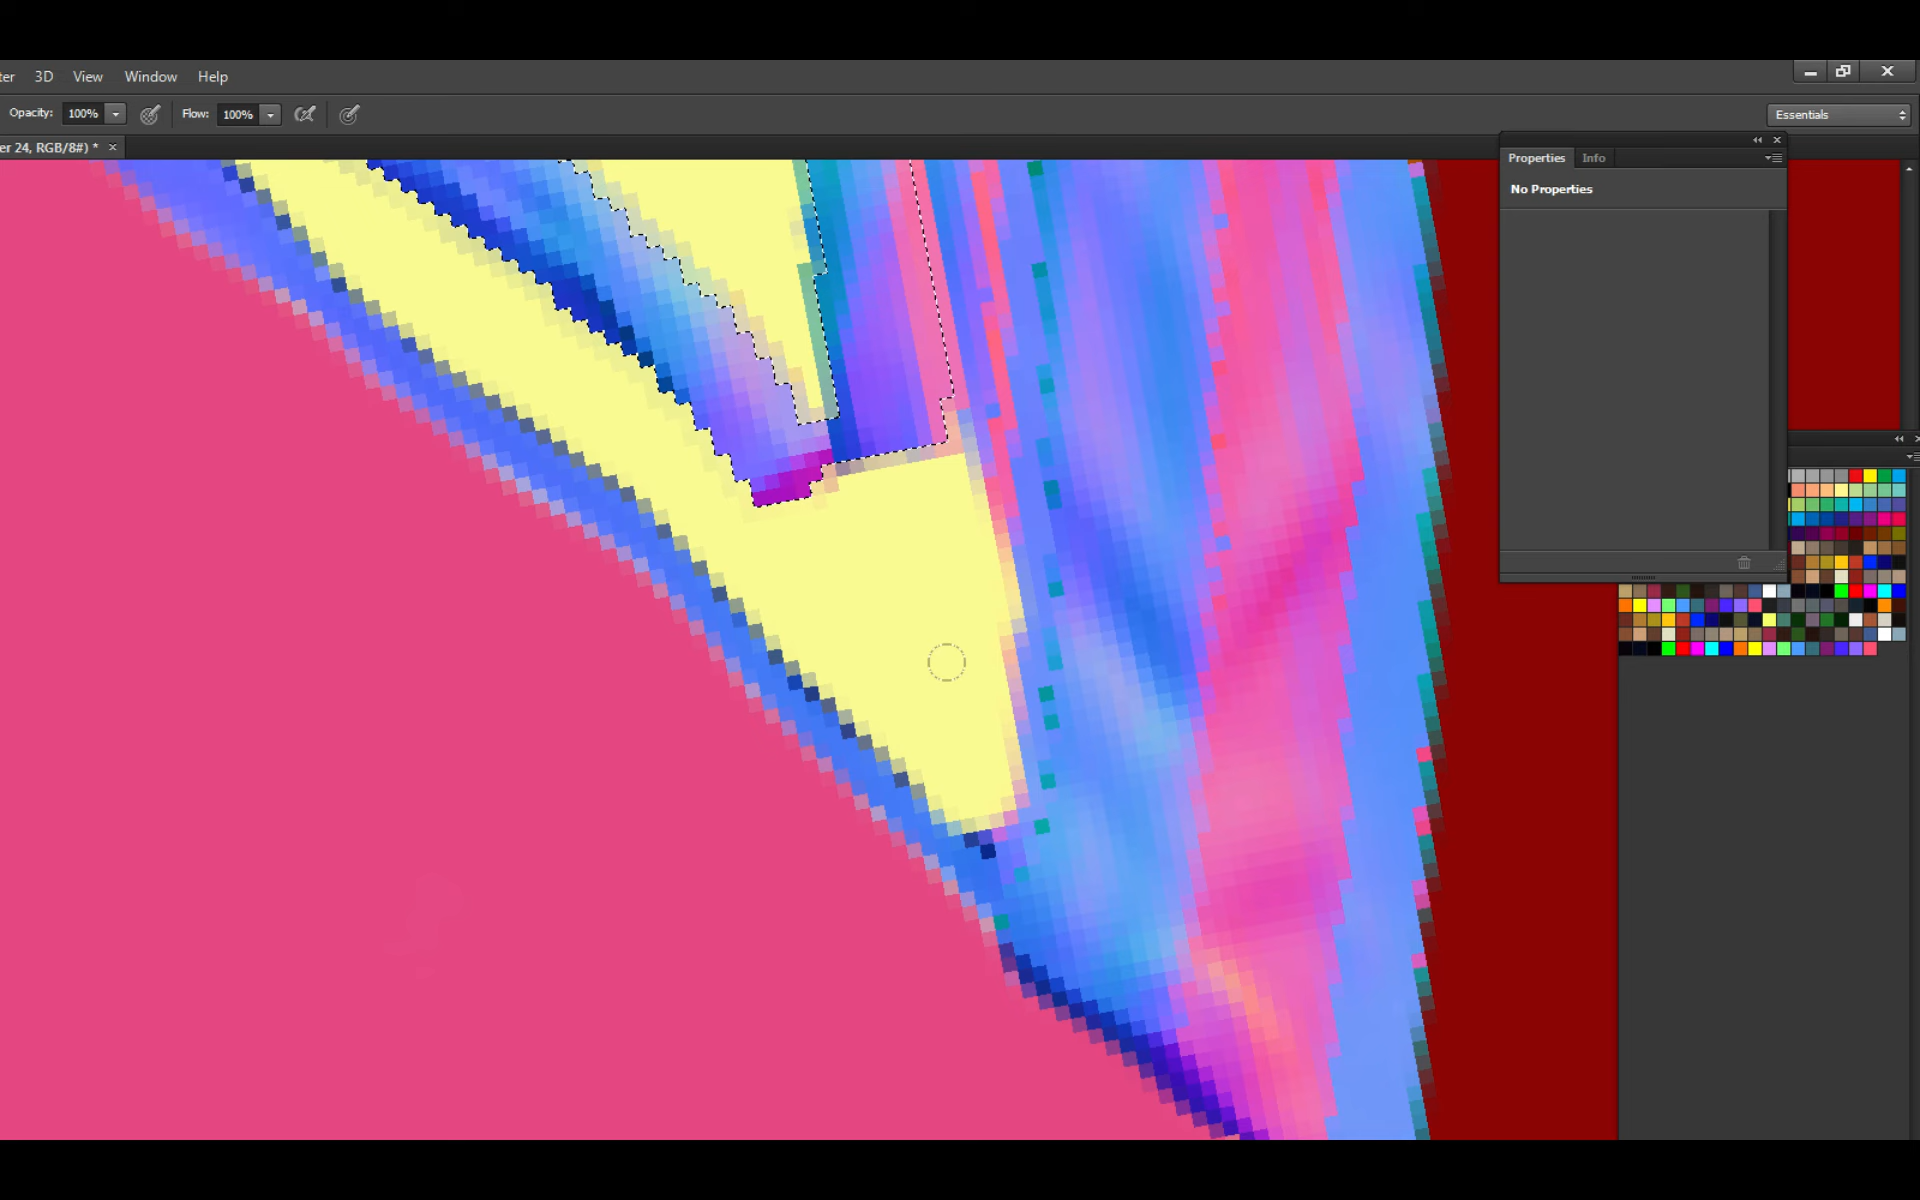 ter 3D View Window Help
Opacity: 100% Flow: 100% Essentials
er 24, RGB/8#) *
Properties Info
No Properties